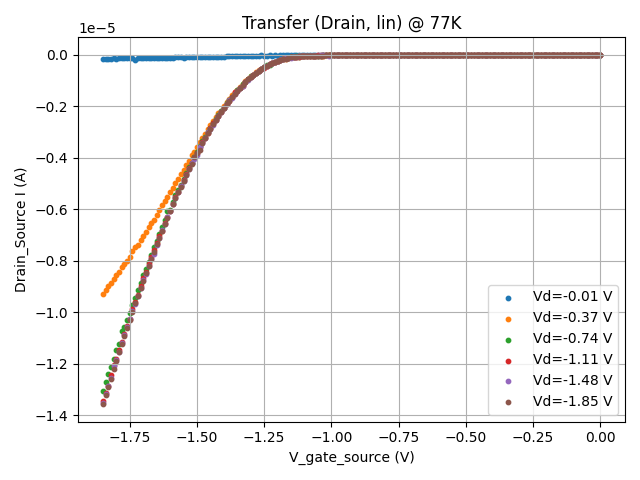 Transfer (Drain, lin) @ 77K
1e−5
0.0
−0.2
−0.4
−0.6
−0.8
−1.0
−1.2
−1.4
Drain_Source I (A)
Vd=-0.01 V
Vd=-0.37 V
Vd=-0.74 V
Vd=-1.11 V
Vd=-1.48 V
Vd=-1.85 V
−1.75 −1.50 −1.25 −1.00 −0.75 −0.50 −0.25 0.00
V_gate_source (V)